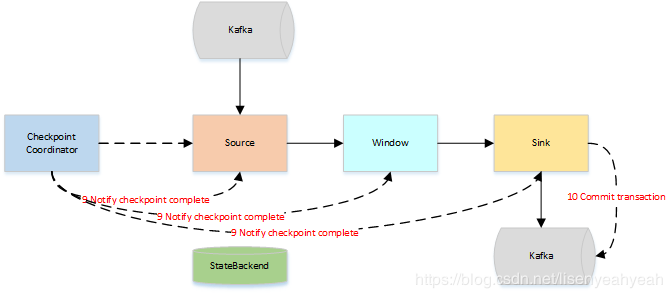 Kafka
Checkpoint
Coordinator
Source
Window
Sink
9 Notify checkpoint complete
9 Notify checkpoint complete
9 Notify checkpoint complete
10 Commit transaction
StateBackend
Kafka
https://blog.csdn.net/lisenyeahyeah